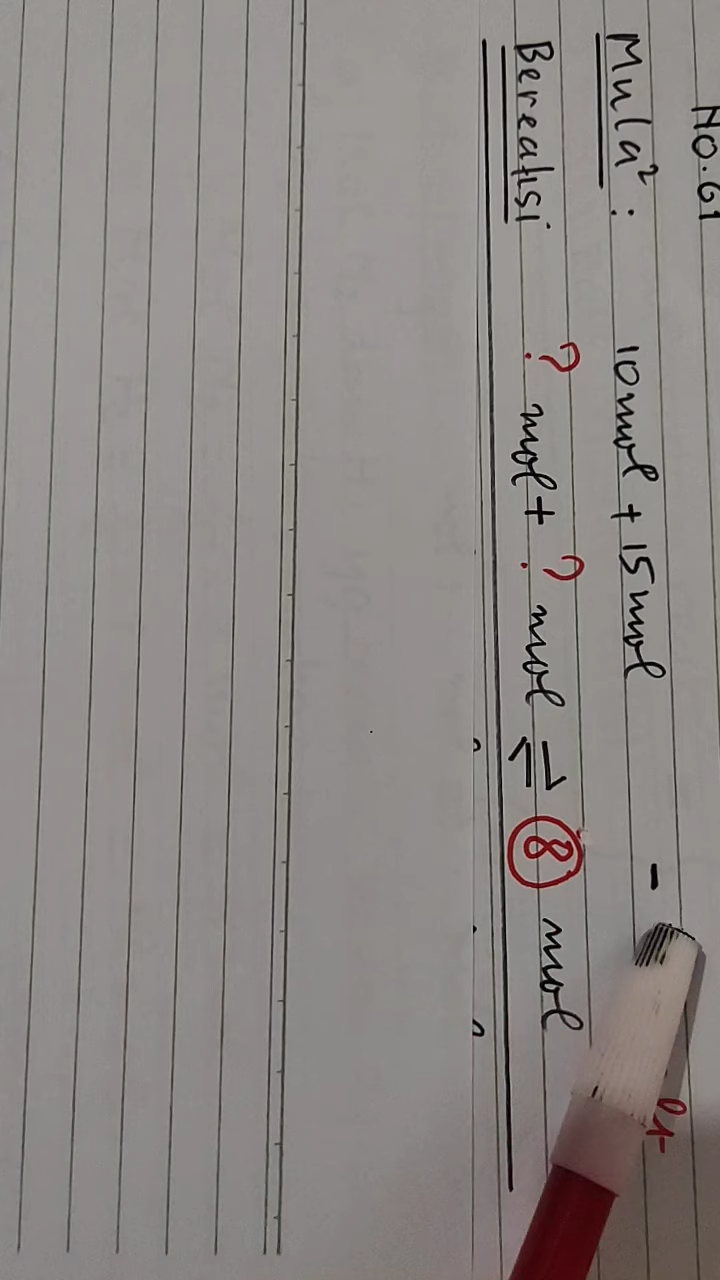 No. 61
Mula² : 10 mol + 15 mol -
Bereaksi ? mol + ? mol ⇌ 8 mol